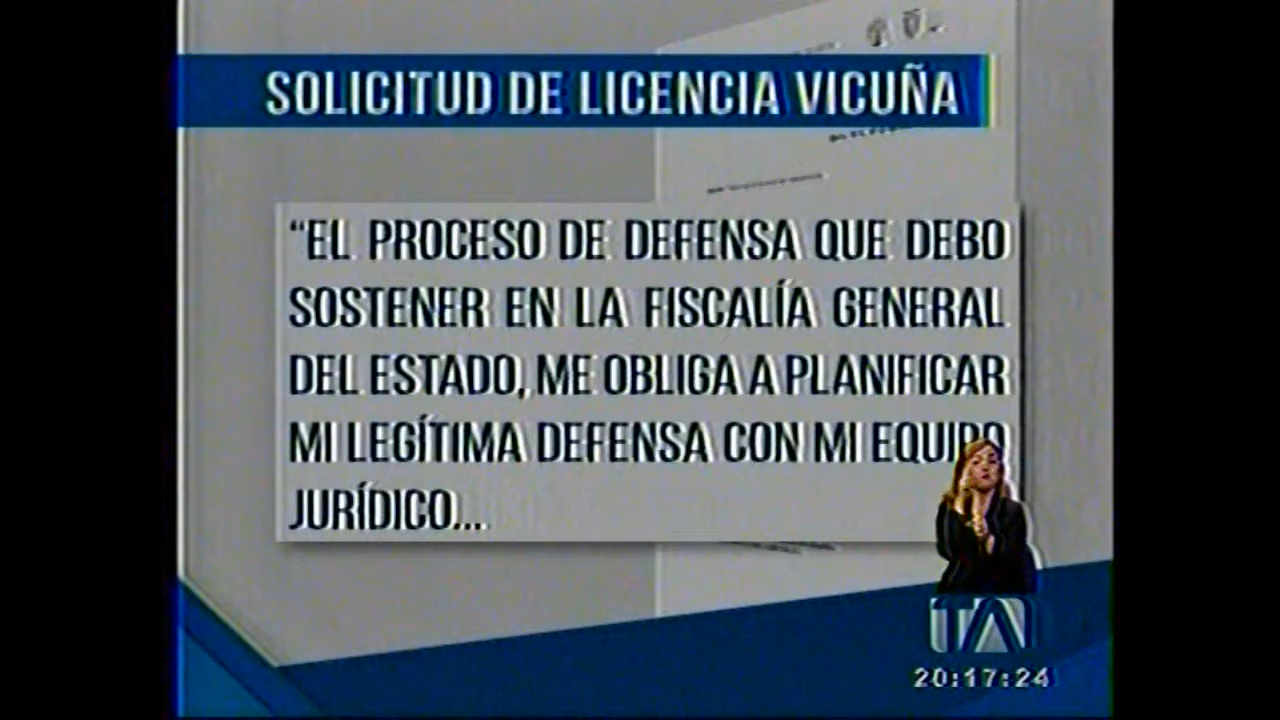 SOLICITUD DE LICENCIA VICUÑA
“EL PROCESO DE DEFENSA QUE DEBO
SOSTENER EN LA FISCALÍA GENERAL
DEL ESTADO, ME OBLIGA A PLANIFICAR
MI LEGÍTIMA DEFENSA CON MI EQUIPO
JURÍDICO...
TA
20:17:24